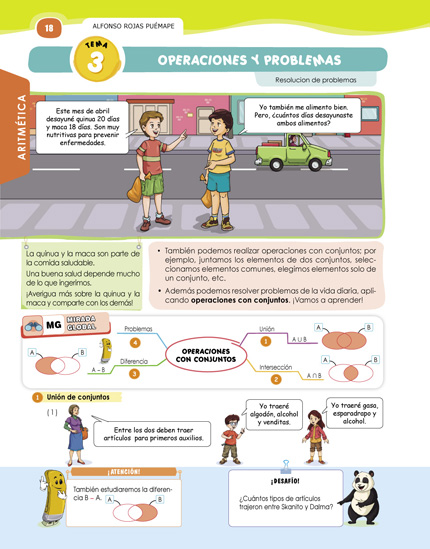 18
ALFONSO ROJAS PUÉMAPE
TEMA
3
OPERACIONES Y PROBLEMAS
Resolucion de problemas
ARITMÉTICA
Este mes de abril
desayuné quinua 20 días
y maca 18 días. Son muy
nutritivas para prevenir
enfermedades.
Yo también me alimento bien.
Pero, ¿cuántos días desayunaste
ambos alimentos?
La quinua y la maca son parte de
la comida saludable.
Una buena salud depende mucho
de lo que ingerimos.
¡Averigua más sobre la quinua y la
maca y comparte con los demás!
• También podemos realizar operaciones con conjuntos; por
ejemplo, juntamos los elementos de dos conjuntos, selec-
cionamos elementos comunes, elegimos elementos solo de
un conjunto, etc.
• Además podemos resolver problemas de la vida diaria, apli-
cando operaciones con conjuntos. ¡Vamos a aprender!
MG MIRADA
GLOBAL
Problemas
4
A B
A – B
Diferencia
3
OPERACIONES
CON CONJUNTOS
Unión
1
A ∪ B
A B
Intersección
2
A ∩ B
A B
1 Unión de conjuntos
(1)
Entre los dos deben traer
artículos para primeros auxilios.
Yo traeré
algodón, alcohol
y venditas.
Yo traeré gasa,
esparadrapo y
alcohol.
¡ATENCIÓN!
También estudiaremos la diferen-
cia B – A.
A B
¡DESAFÍO!
¿Cuántos tipos de artículos
trajeron entre Skanito y Dalma?